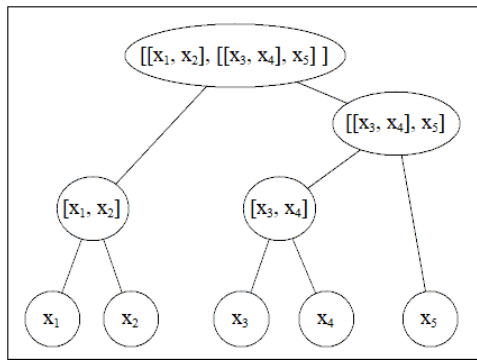 [[x₁, x₂], [[x₃, x₄], x₅] ]
[[x₃, x₄], x₅]
[x₁, x₂]
[x₃, x₄]
x₁
x₂
x₃
x₄
x₅